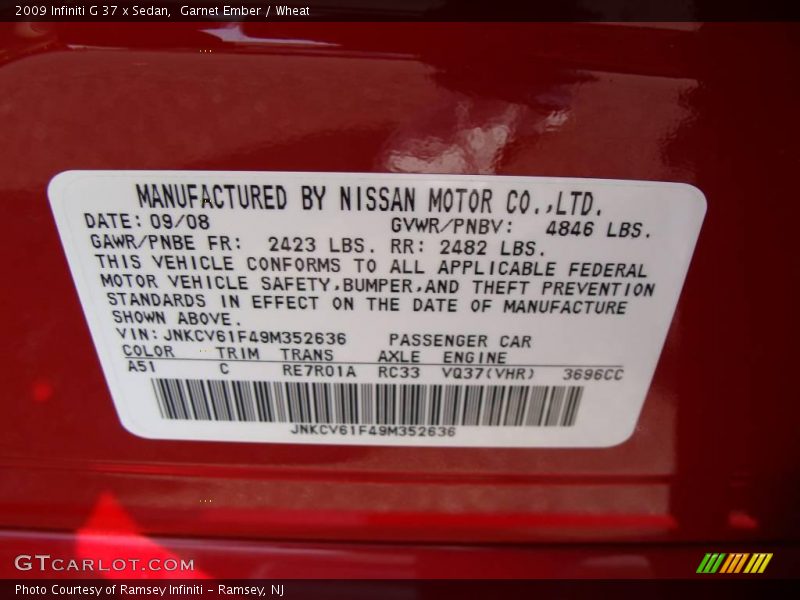 2009 Infiniti G 37 x Sedan,  Garnet Ember / Wheat
MANUFACTURED BY NISSAN MOTOR CO.,LTD.
DATE: 09/08 GVWR/PNBV: 4846 LBS.
GAWR/PNBE FR: 2423 LBS. RR: 2482 LBS.
THIS VEHICLE CONFORMS TO ALL APPLICABLE FEDERAL
MOTOR VEHICLE SAFETY,BUMPER,AND THEFT PREVENTION
STANDARDS IN EFFECT ON THE DATE OF MANUFACTURE
SHOWN ABOVE.
VIN: JNKCV61F49M352636 PASSENGER CAR
COLOR TRIM TRANS AXLE ENGINE
A51 C RE7R01A RC33 VQ37(VHR) 3696CC
JNKCV61F49M352636
GTCARLOT.COM
Photo Courtesy of Ramsey Infiniti - Ramsey, NJ